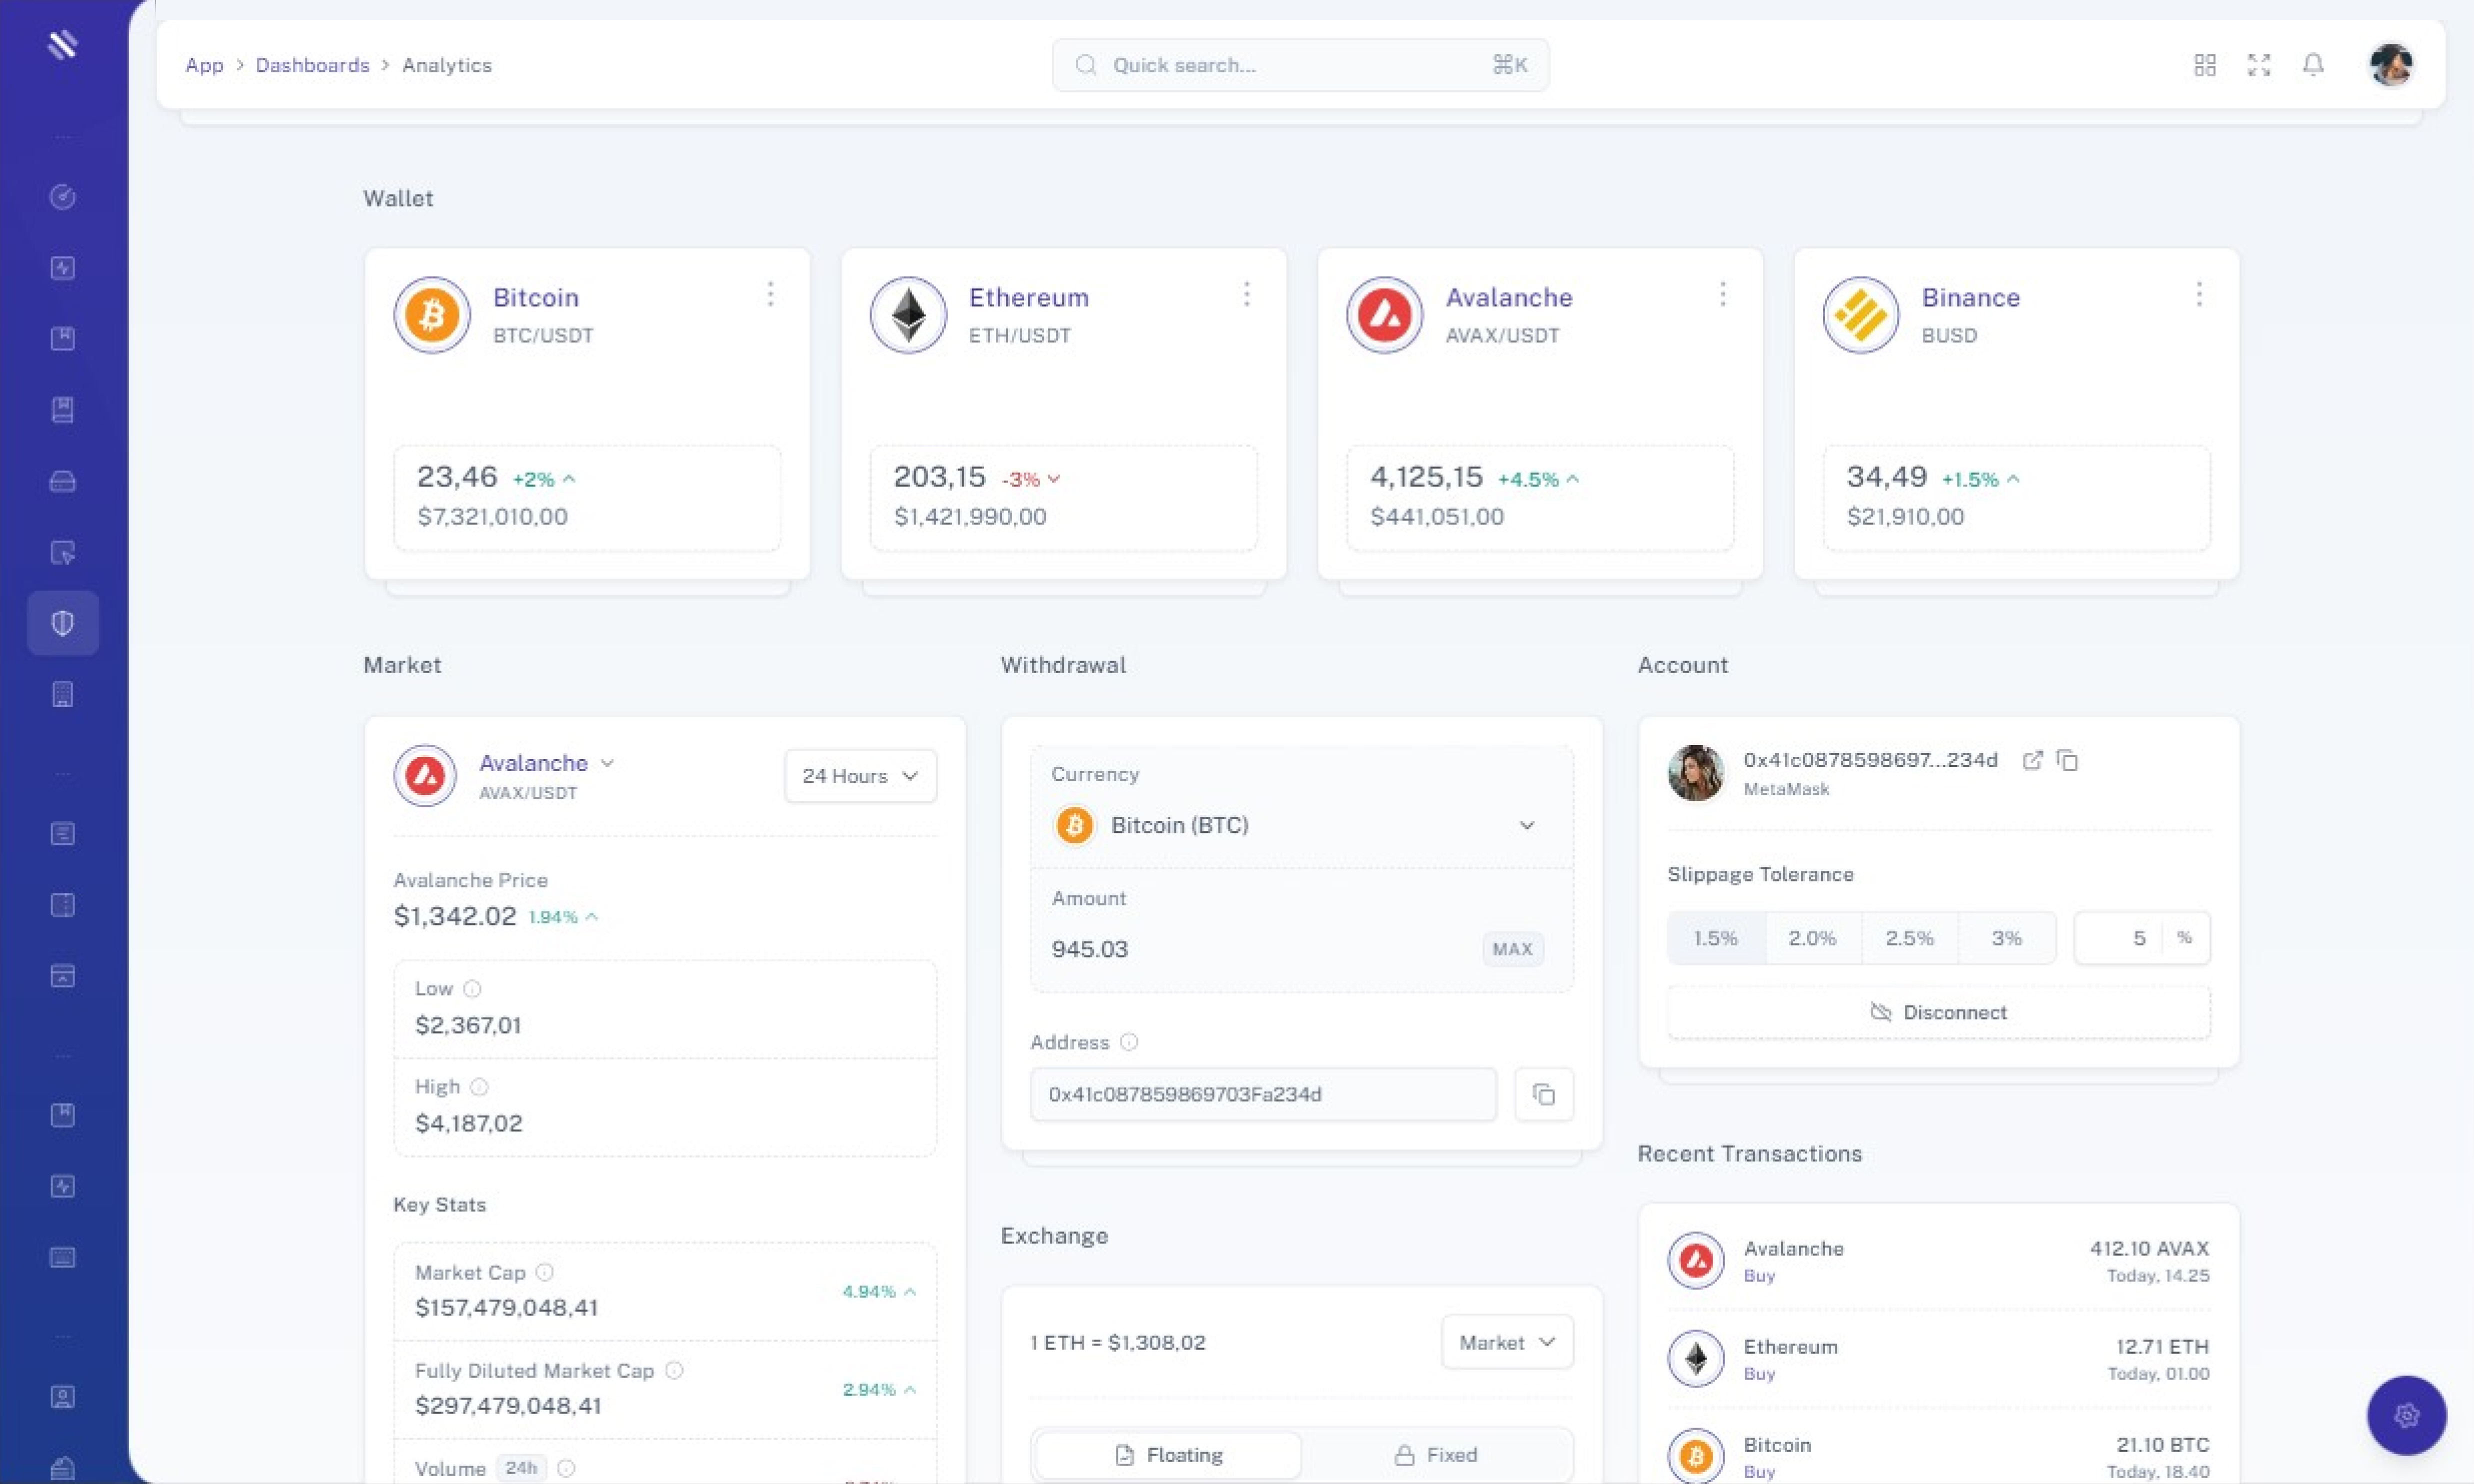 App > Dashboards > Analytics
Quick search... ⌘K
Wallet
Bitcoin
BTC/USDT
23,46 +2%
$7,321,010,00
Ethereum
ETH/USDT
203,15 -3%
$1,421,990,00
Avalanche
AVAX/USDT
4,125,15 +4.5%
$441,051,00
Binance
BUSD
34,49 +1.5%
$21,910,00
Market
Avalanche
AVAX/USDT
24 Hours
Avalanche Price
$1,342.02 1.94%
Low
$2,367,01
High
$4,187,02
Key Stats
Market Cap
$157,479,048,41
4.94%
Fully Diluted Market Cap
$297,479,048,41
2.94%
Volume 24h
Withdrawal
Currency
Bitcoin (BTC)
Amount
945.03 MAX
Address
0x41c087859869703Fa234d
Exchange
1 ETH = $1,308,02
Market
Floating Fixed
Account
0x41c0878598697...234d
MetaMask
Slippage Tolerance
1.5% 2.0% 2.5% 3% 5 %
Disconnect
Recent Transactions
Avalanche 412.10 AVAX
Buy Today, 14.25
Ethereum 12.71 ETH
Buy Today, 01.00
Bitcoin 21.10 BTC
Buy Today, 18.40